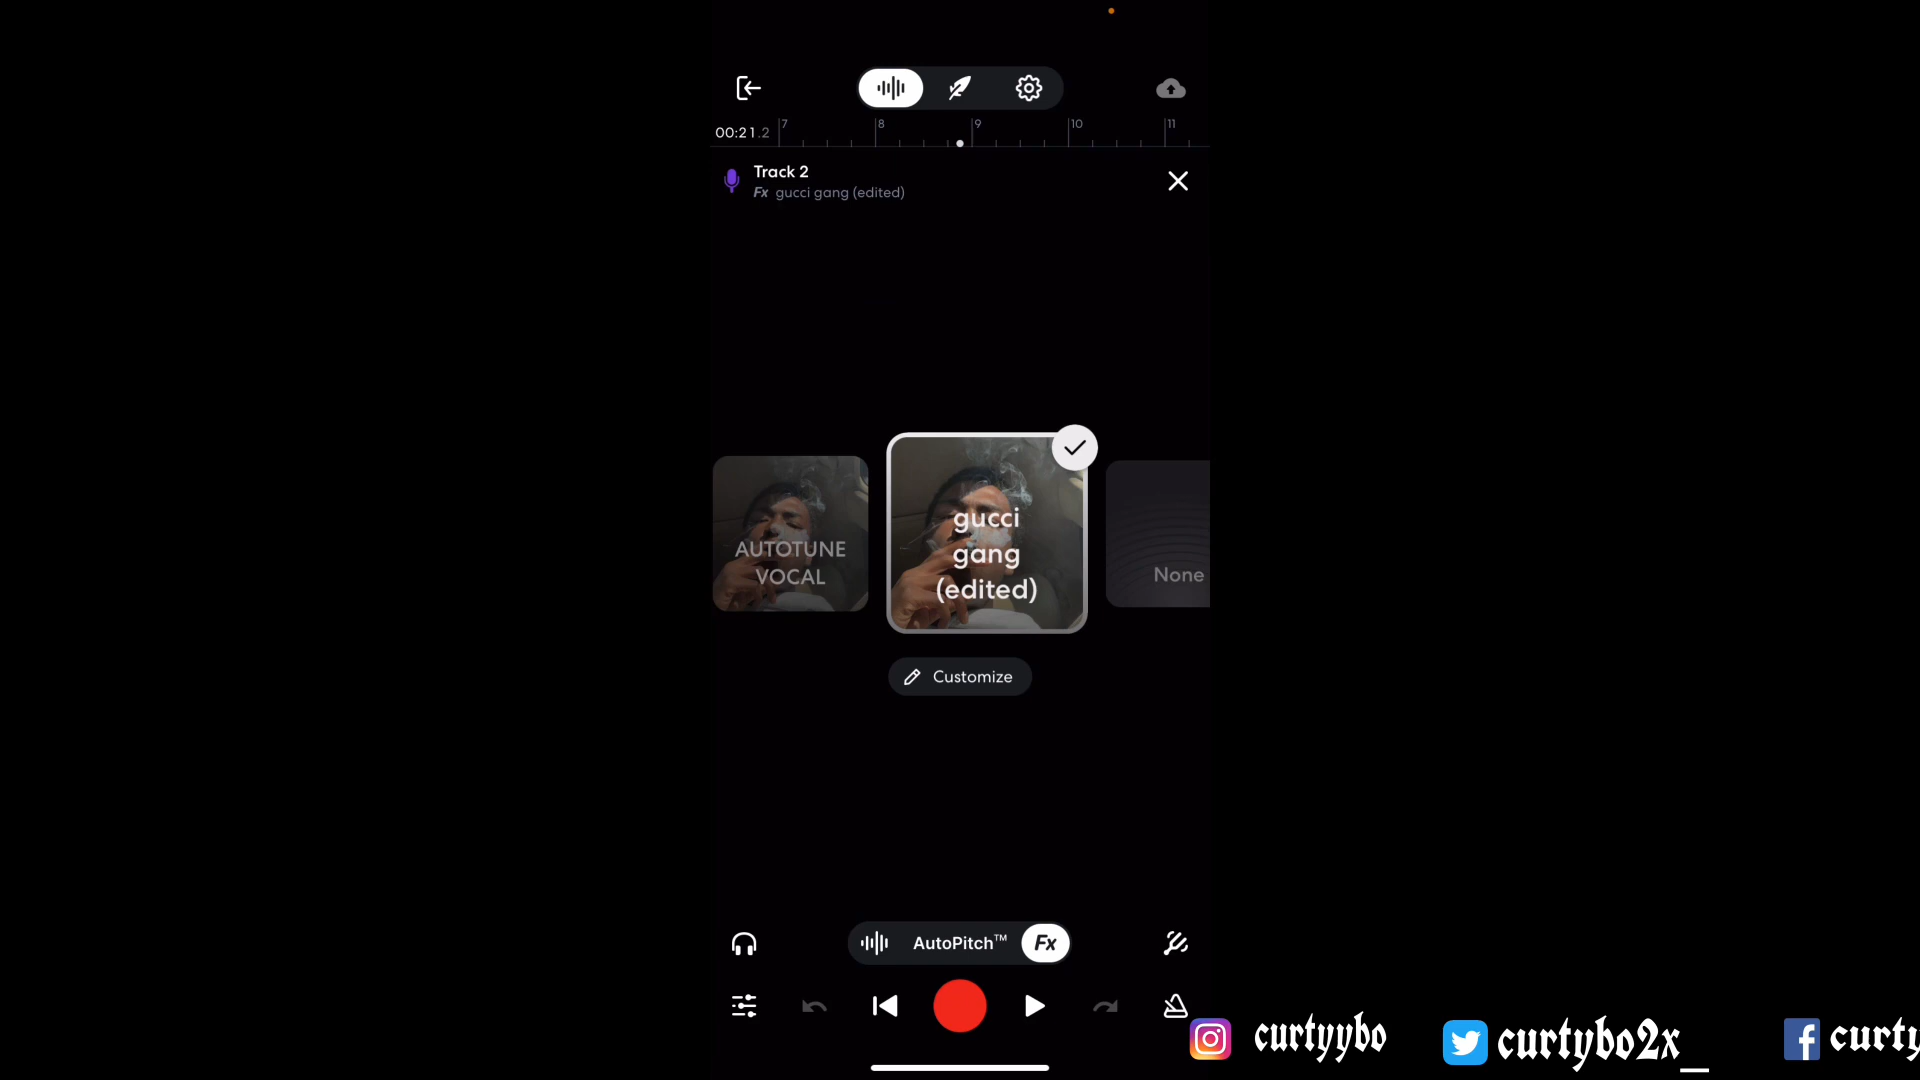 00:21.2
7
8
9
10
11
Track 2
Fx gucci gang (edited)
AUTOTUNE
VOCAL
gucci
gang
(edited)
None
Customize
AutoPitch™
Fx
curtyybo
curtybo2x_
curty